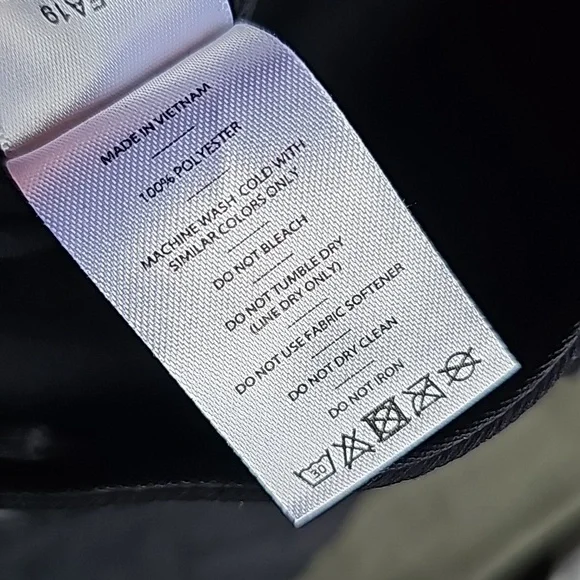 FA19
MADE IN VIETNAM
100% POLYESTER
MACHINE WASH COLD WITH
SIMILAR COLORS ONLY
DO NOT BLEACH
DO NOT TUMBLE DRY
(LINE DRY ONLY)
DO NOT USE FABRIC SOFTENER
DO NOT DRY CLEAN
DO NOT IRON
30